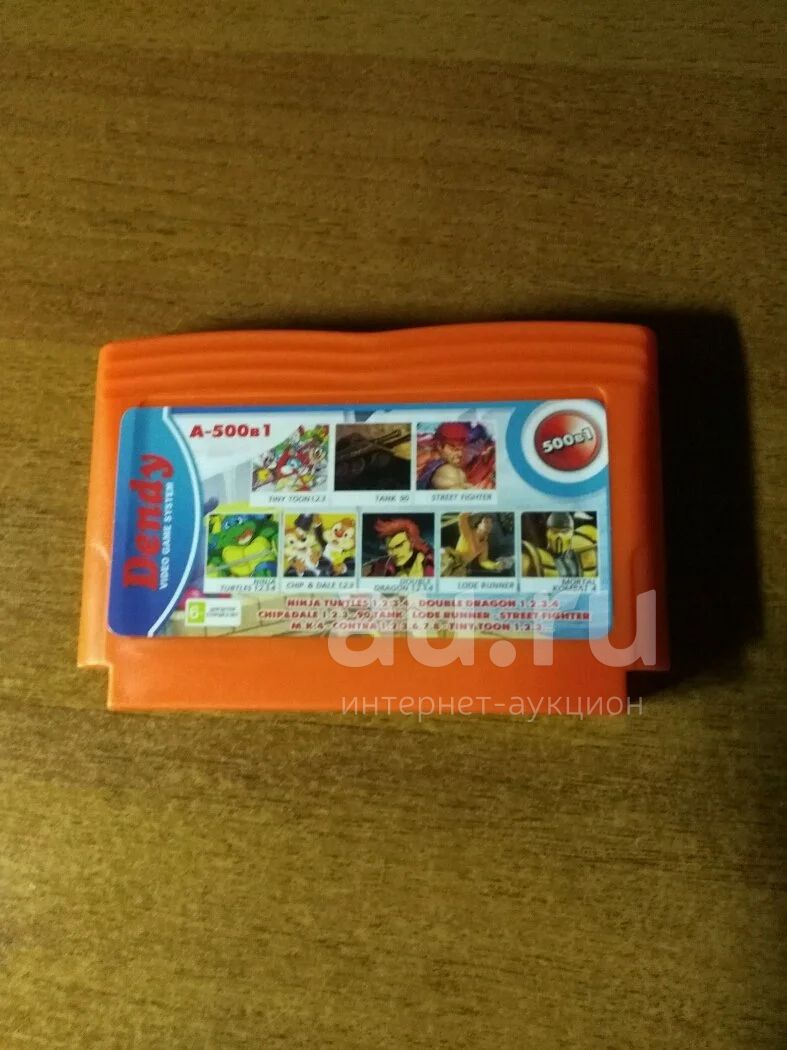 A-500в1
500в1
Dendy
VIDEO GAME SYSTEM
TINY TOON 1.2.3
TANK 90
STREET FIGHTER
NINJA
TURTLES 1.2.3.4
CHIP & DALE 1.2.3
DOUBLE
DRAGON 1.2.3.4
LODE RUNNER
MORTAL
KOMBAT 4
6
NINJA TURTLES 1.2.3.4 DOUBLE DRAGON 1.2.3.4
CHIP&DALE 1.2.3 90 TANK LODE RUNNER STREET FIGHTER
M.K.4 CONTRA 1.2.3.6.7.8 TINY TOON 1.2.3
au.ru
интернет-аукцион